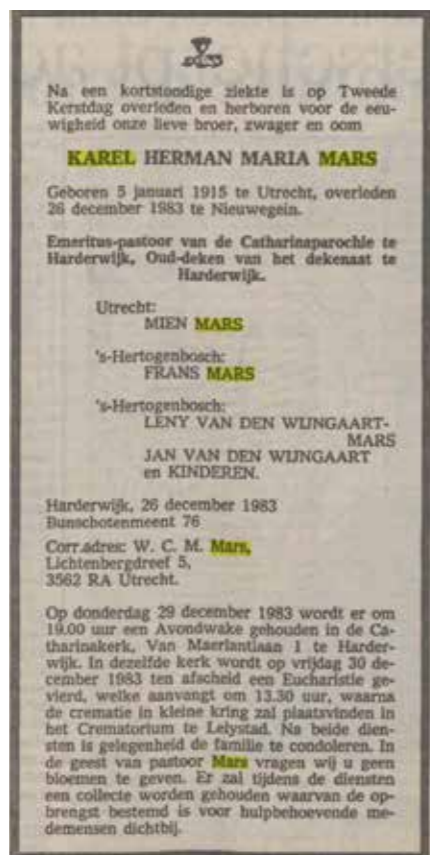 Na een kortstondige ziekte is op Tweede
Kerstdag overleden en herboren voor de eeu-
wigheid onze lieve broer, zwager en oom
KAREL HERMAN MARIA MARS
Geboren 5 januari 1915 te Utrecht, overleden
26 december 1983 te Nieuwegein.
Emeritus-pastoor van de Catharinaparochie te
Harderwijk, Oud-deken van het dekenaat te
Harderwijk.
Utrecht:
MIEN MARS
's-Hertogenbosch:
FRANS MARS
's-Hertogenbosch:
LENY VAN DEN WIJNGAART-
MARS
JAN VAN DEN WIJNGAART
en KINDEREN.
Harderwijk, 26 december 1983
Bunschotenmeent 76
Corr.adres: W. C. M. Mars,
Lichtenbergdreef 5,
3562 RA Utrecht.
Op donderdag 29 december 1983 wordt er om
19.00 uur een Avondwake gehouden in de Ca-
tharinakerk, Van Maerlantlaan 1 te Harder-
wijk. In dezelfde kerk wordt op vrijdag 30 de-
cember 1983 ten afscheid een Eucharistie ge-
vierd, welke aanvangt om 13.30 uur, waarna
de crematie in kleine kring zal plaatsvinden in
het Crematorium te Lelystad. Na beide dien-
sten is gelegenheid de familie te condoleren. In
de geest van pastoor Mars vragen wij u geen
bloemen te geven. Er zal tijdens de diensten
een collecte worden gehouden waarvan de op-
brengst bestemd is voor hulpbehoevende me-
demensen dichtbij.